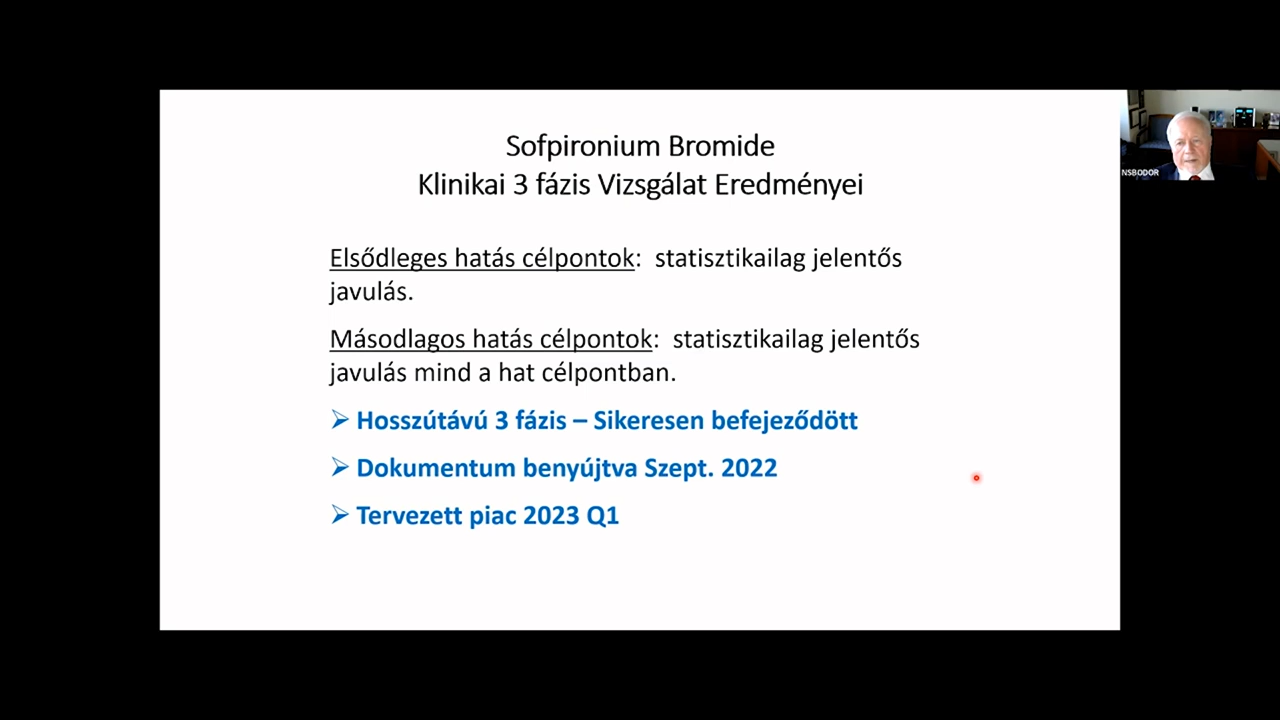 Sofpironium Bromide
Klinikai 3 fázis Vizsgálat Eredményei
Elsődleges hatás célpontok: statisztikailag jelentős
javulás.
Másodlagos hatás célpontok: statisztikailag jelentős
javulás mind a hat célpontban.
➢ Hosszútávú 3 fázis – Sikeresen befejeződött
➢ Dokumentum benyújtva Szept. 2022
➢ Tervezett piac 2023 Q1
NSBODOR